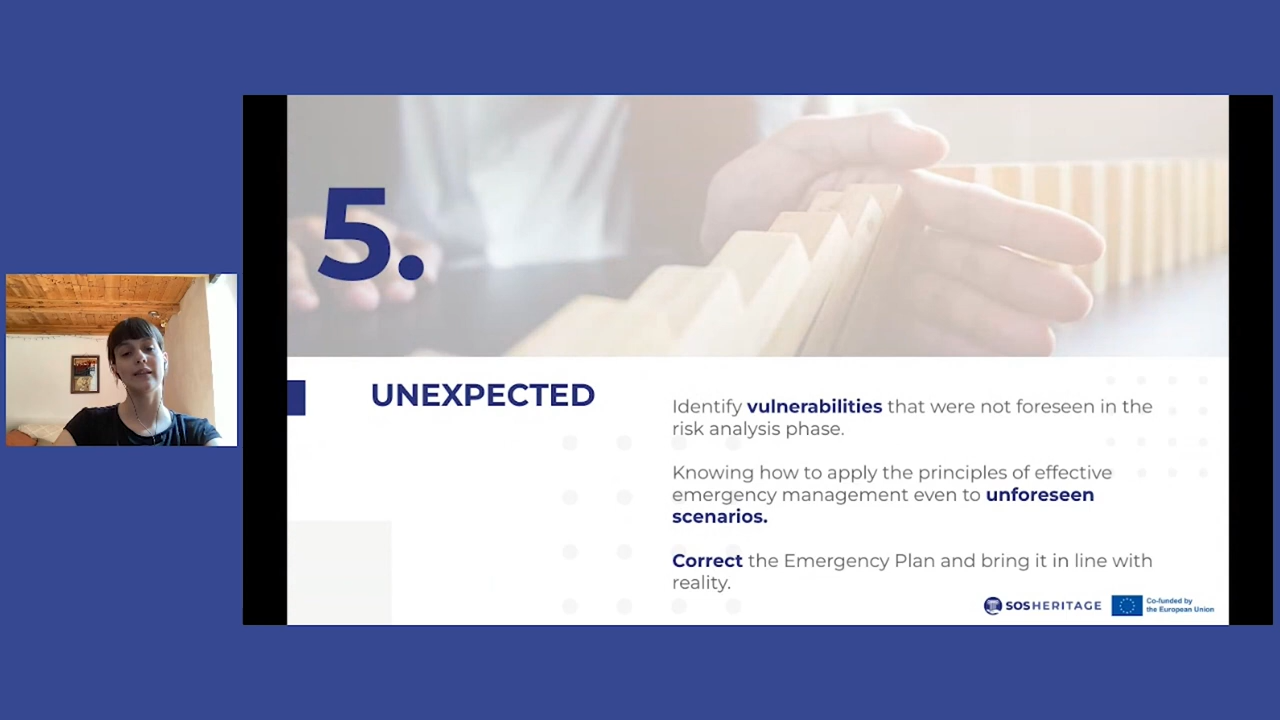 5.
UNEXPECTED
Identify vulnerabilities that were not foreseen in the
risk analysis phase.
Knowing how to apply the principles of effective
emergency management even to unforeseen
scenarios.
Correct the Emergency Plan and bring it in line with
reality.
SOSHERITAGE
Co-funded by
the European Union